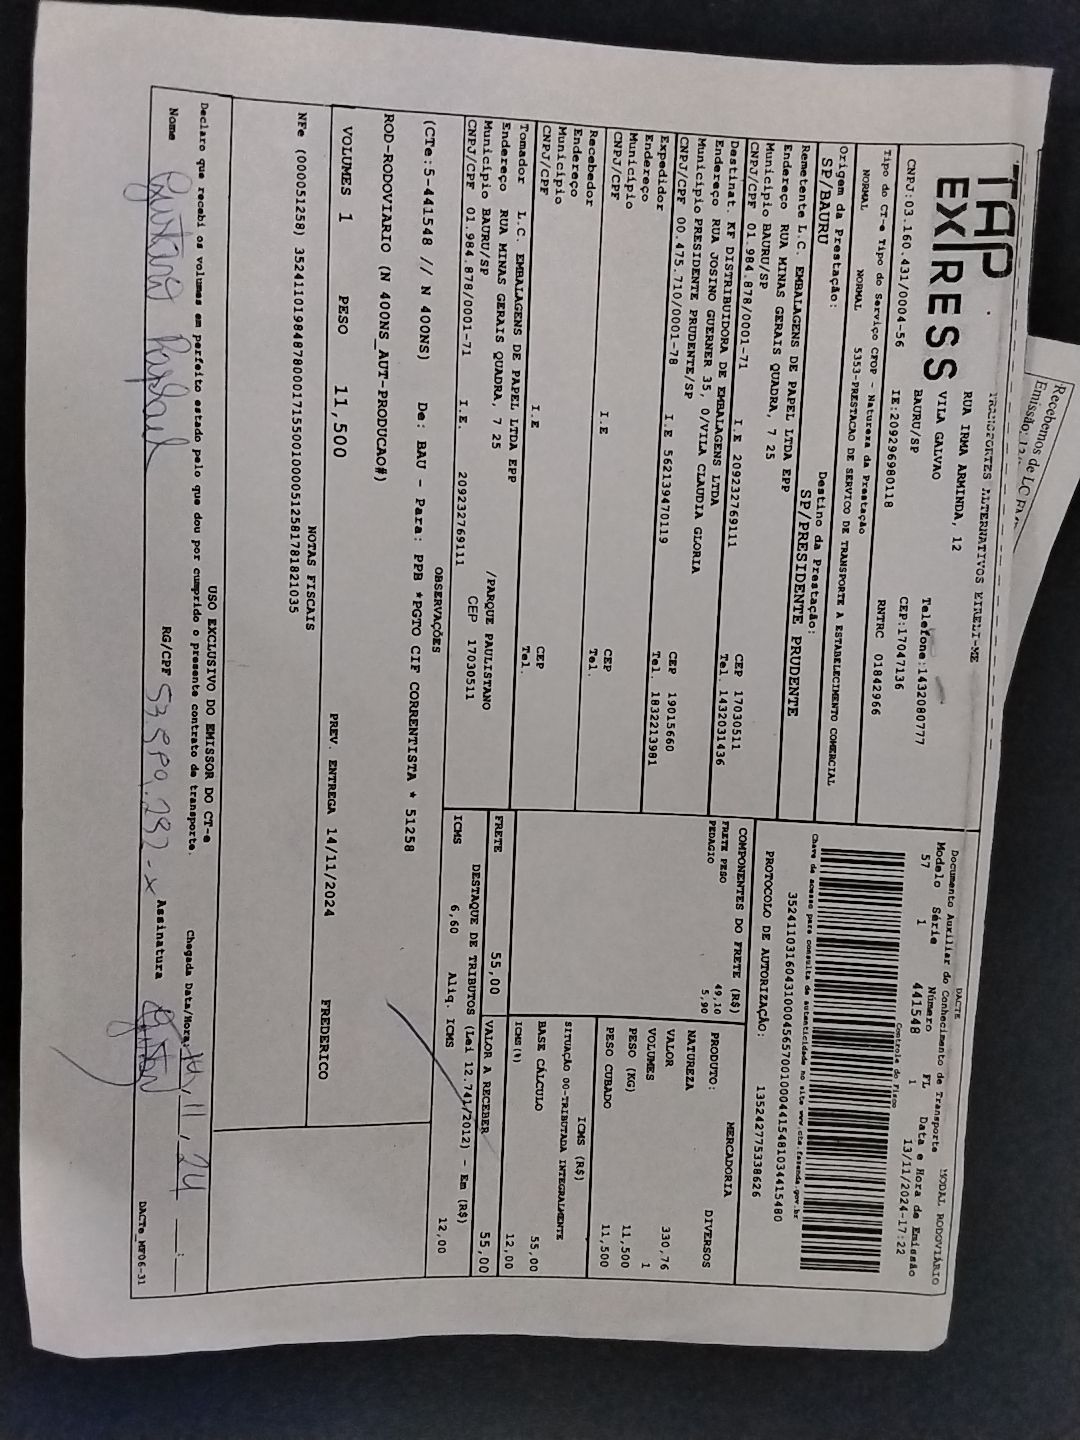 Recebemos de LC
Emissão:
TAP
EXPRESS
TRANSPORTES ALTERNATIVOS EIRELI-ME
RUA IRMA ARMINDA, 12
VILA GALVAO Telefone:1432080777
BAURU/SP CEP:17047136
CNPJ:03.160.431/0004-56 IE:209296980118 RNTRC 01842966
DACTE MODAL RODOVIÁRIO
Documento Auxiliar do Conhecimento de Transporte
Modelo Série Número FL Data e Hora de Emissão
57 1 441548 1 13/11/2024-17:22
Controle do Fisco
Tipo do CT-e Tipo do Serviço CFOP - Natureza da Prestação
NORMAL NORMAL 5353-PRESTACAO DE SERVICO DE TRANSPORTE A ESTABELECIMENTO COMERCIAL
Chave de acesso para consulta de autenticidade no site www.cte.fazenda.gov.br
35241103160431000456570010004415481034415480
Origem da Prestação: Destino da Prestação:
SP/BAURU SP/PRESIDENTE PRUDENTE
PROTOCOLO DE AUTORIZAÇÃO: 135242775338626
Remetente L.C. EMBALAGENS DE PAPEL LTDA EPP
Endereço RUA MINAS GERAIS QUADRA, 7 25
Município BAURU/SP CEP 17030511
CNPJ/CPF 01.984.878/0001-71 I.E 209232769111 Tel. 1432031436
Destinat. KF DISTRIBUIDORA DE EMBALAGENS LTDA
Endereço RUA JOSINO GUERNER 35, 0/VILA CLAUDIA GLORIA
Município PRESIDENTE PRUDENTE/SP CEP 19015660
CNPJ/CPF 00.475.710/0001-78 I.E 562139470119 Tel. 1832213981
Expedidor
Endereço
Município CEP
CNPJ/CPF I.E Tel.
Recebedor
Endereço
Município CEP
CNPJ/CPF I.E Tel.
Tomador L.C. EMBALAGENS DE PAPEL LTDA EPP
Endereço RUA MINAS GERAIS QUADRA, 7 25 /PARQUE PAULISTANO
Município BAURU/SP CEP 17030511
CNPJ/CPF 01.984.878/0001-71 I.E. 209232769111
COMPONENTES DO FRETE (R$)
FRETE PESO 49,10
PEDAGIO 5,90
PRODUTO: MERCADORIA DIVERSOS
NATUREZA
VALOR 330,76
VOLUMES 1
PESO (KG) 11,500
PESO CUBADO 11,500
ICMS (R$)
SITUAÇÃO 00-TRIBUTADA INTEGRALMENTE
BASE CÁLCULO 55,00
ICMS(%) 12,00
FRETE 55,00 VALOR A RECEBER 55,00
DESTAQUE DE TRIBUTOS (Lei 12.741/2012) - Em (R$)
ICMS 6,60 Aliq. ICMS 12,00
OBSERVAÇÕES
(CTe:5-441548 // N 400NS) De: BAU - Para: PPB *PGTO CIF CORRENTISTA * 51258
ROD-RODOVIARIO (N 400NS_AUT-PRODUCAO#)
VOLUMES 1 PESO 11,500 PREV. ENTREGA 14/11/2024 FREDERICO
NOTAS FISCAIS
NFe (000051258) 35241101984878000171550010000512581781821035
USO EXCLUSIVO DO EMISSOR DO CT-e
Declaro que recebi os volumes em perfeito estado pelo que dou por cumprido o presente contrato de transporte. Chegada Data/Hora: 14, 11, 24 :
Nome Raphael RG/CPF 53.589.282-x Assinatura
DACTe_MF06-31